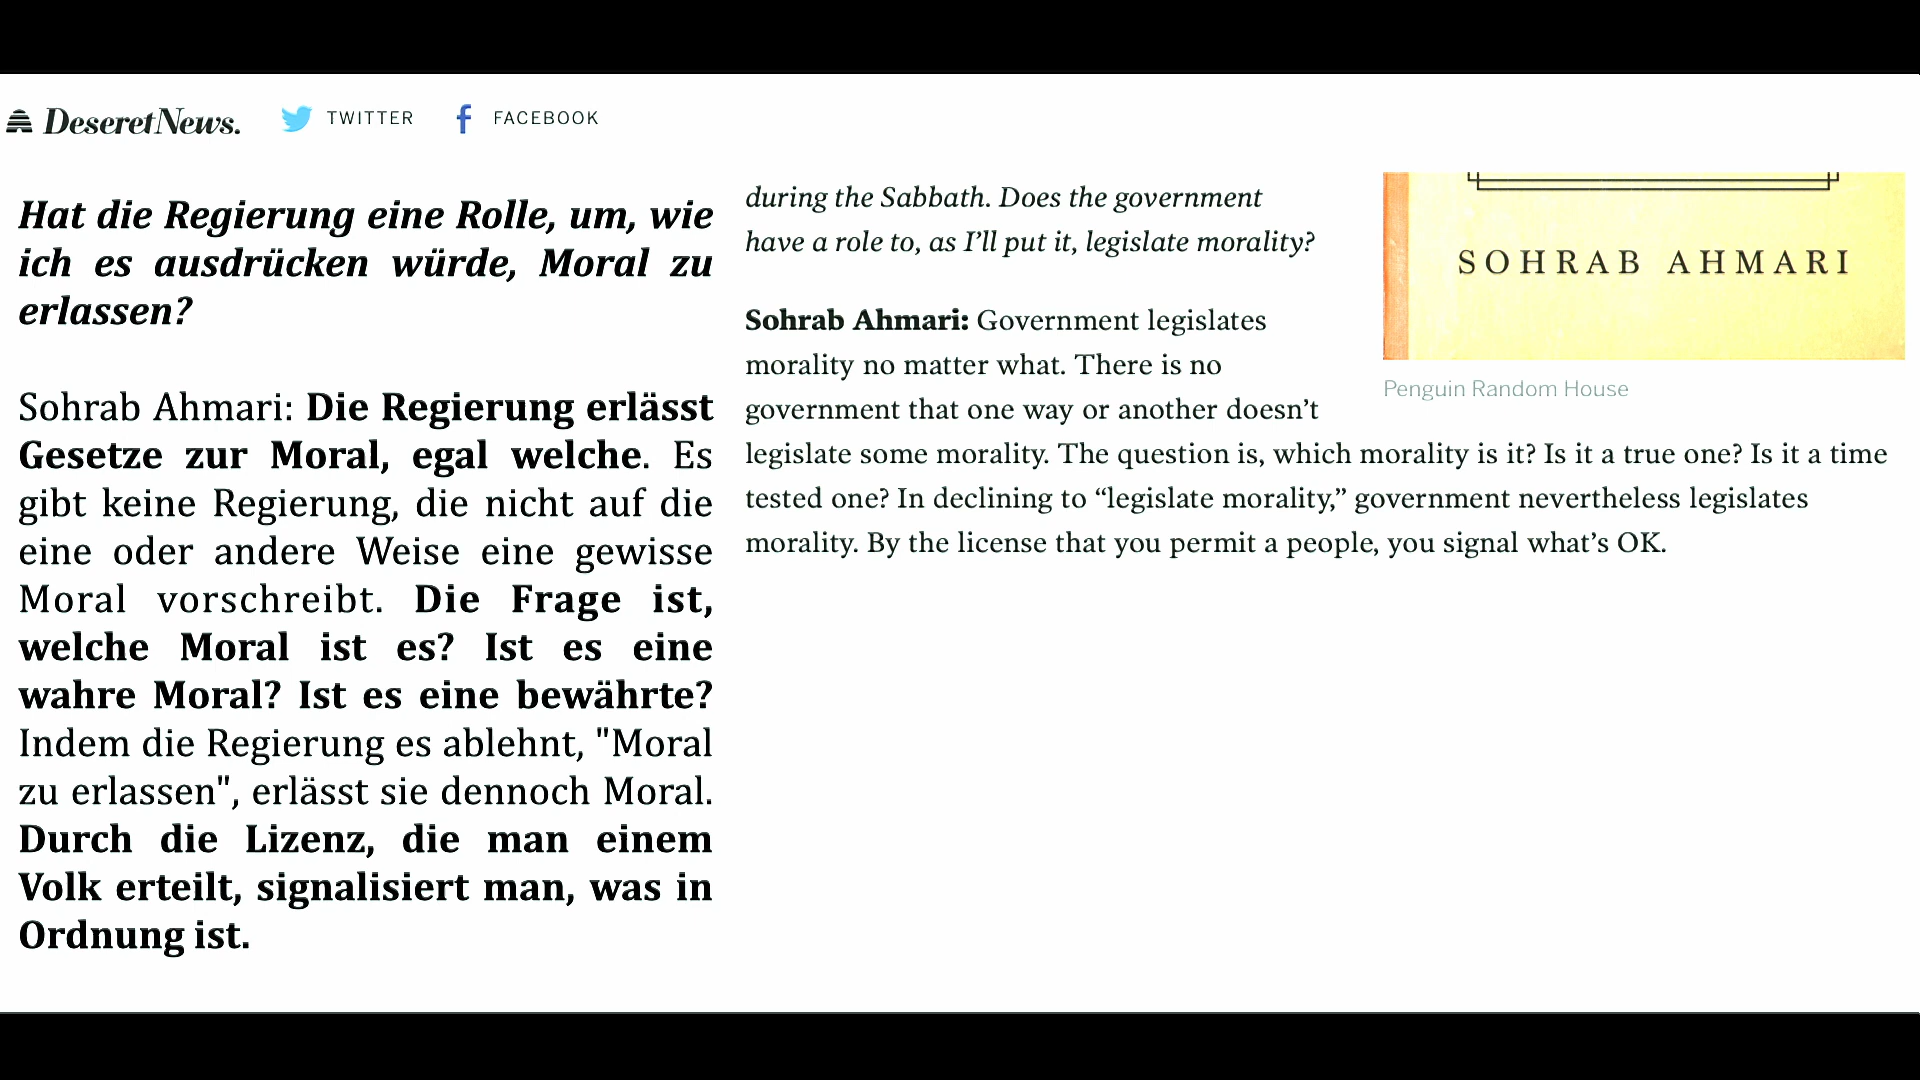 DeseretNews.
TWITTER
FACEBOOK
Hat die Regierung eine Rolle, um, wie
ich es ausdrücken würde, Moral zu
erlassen?
Sohrab Ahmari: Die Regierung erlässt
Gesetze zur Moral, egal welche. Es
gibt keine Regierung, die nicht auf die
eine oder andere Weise eine gewisse
Moral vorschreibt. Die Frage ist,
welche Moral ist es? Ist es eine
wahre Moral? Ist es eine bewährte?
Indem die Regierung es ablehnt, "Moral
zu erlassen", erlässt sie dennoch Moral.
Durch die Lizenz, die man einem
Volk erteilt, signalisiert man, was in
Ordnung ist.
during the Sabbath. Does the government
have a role to, as I’ll put it, legislate morality?
Sohrab Ahmari: Government legislates
morality no matter what. There is no
government that one way or another doesn’t
legislate some morality. The question is, which morality is it? Is it a true one? Is it a time
tested one? In declining to “legislate morality,” government nevertheless legislates
morality. By the license that you permit a people, you signal what’s OK.
SOHRAB AHMARI
Penguin Random House